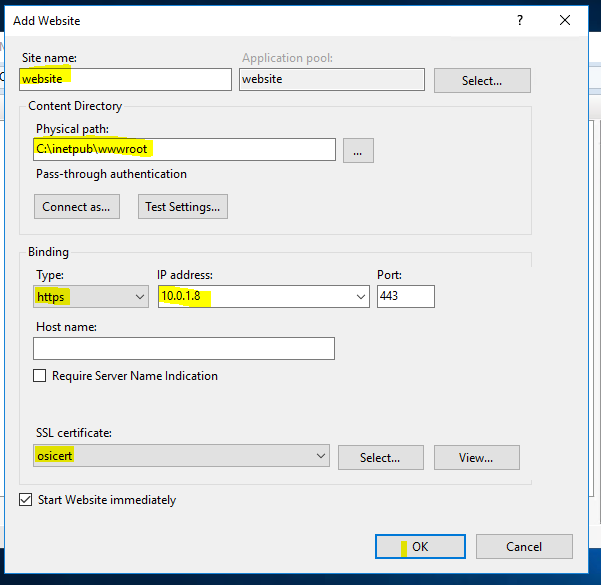 Add Website
?
Site name:
Application pool:
website
website
Select...
Content Directory
Physical path:
C:\inetpub\wwwroot
...
Pass-through authentication
Connect as...
Test Settings...
Binding
Type:
IP address:
Port:
https
10.0.1.8
443
Host name:
Require Server Name Indication
SSL certificate:
osicert
Select...
View...
Start Website immediately
OK
Cancel